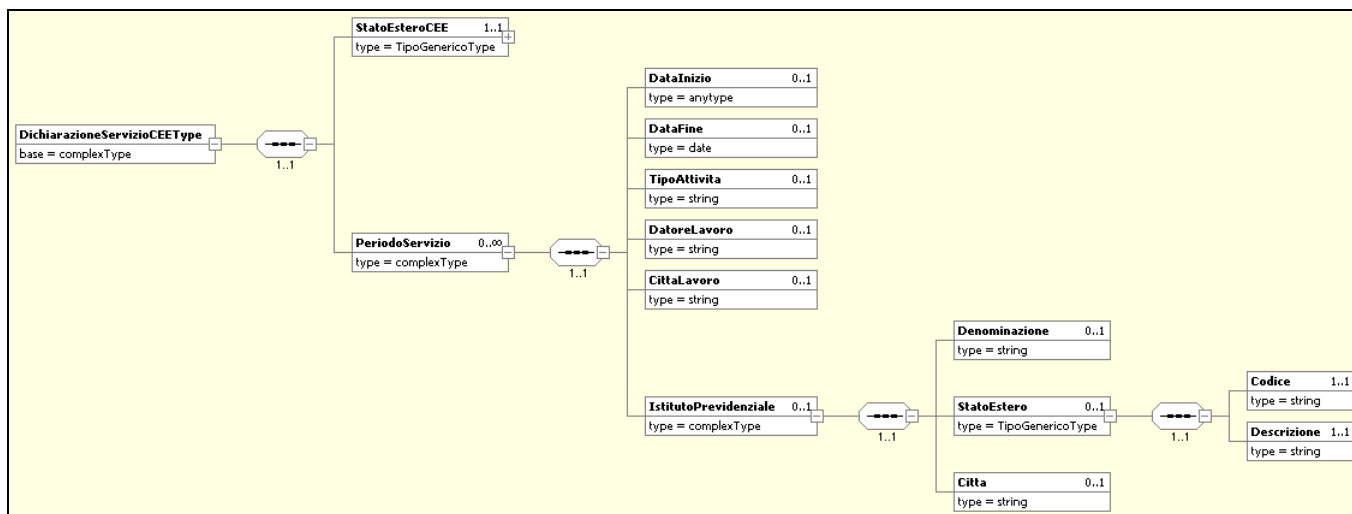 StatoEsteroCEE 1..1
type = TipoGenericoType
DataInizio 0..1
type = anytype
DataFine 0..1
type = date
DichiarazioneServizioCEEType
base = complexType
1..1
TipoAttivita 0..1
type = string
DatoreLavoro 0..1
type = string
PeriodoServizio 0..∞
type = complexType
1..1
CittaLavoro 0..1
type = string
Denominazione 0..1
type = string
IstitutoPrevidenziale 0..1
type = complexType
1..1
StatoEstero 0..1
type = TipoGenericoType
1..1
Codice 1..1
type = string
Descrizione 1..1
type = string
Citta 0..1
type = string